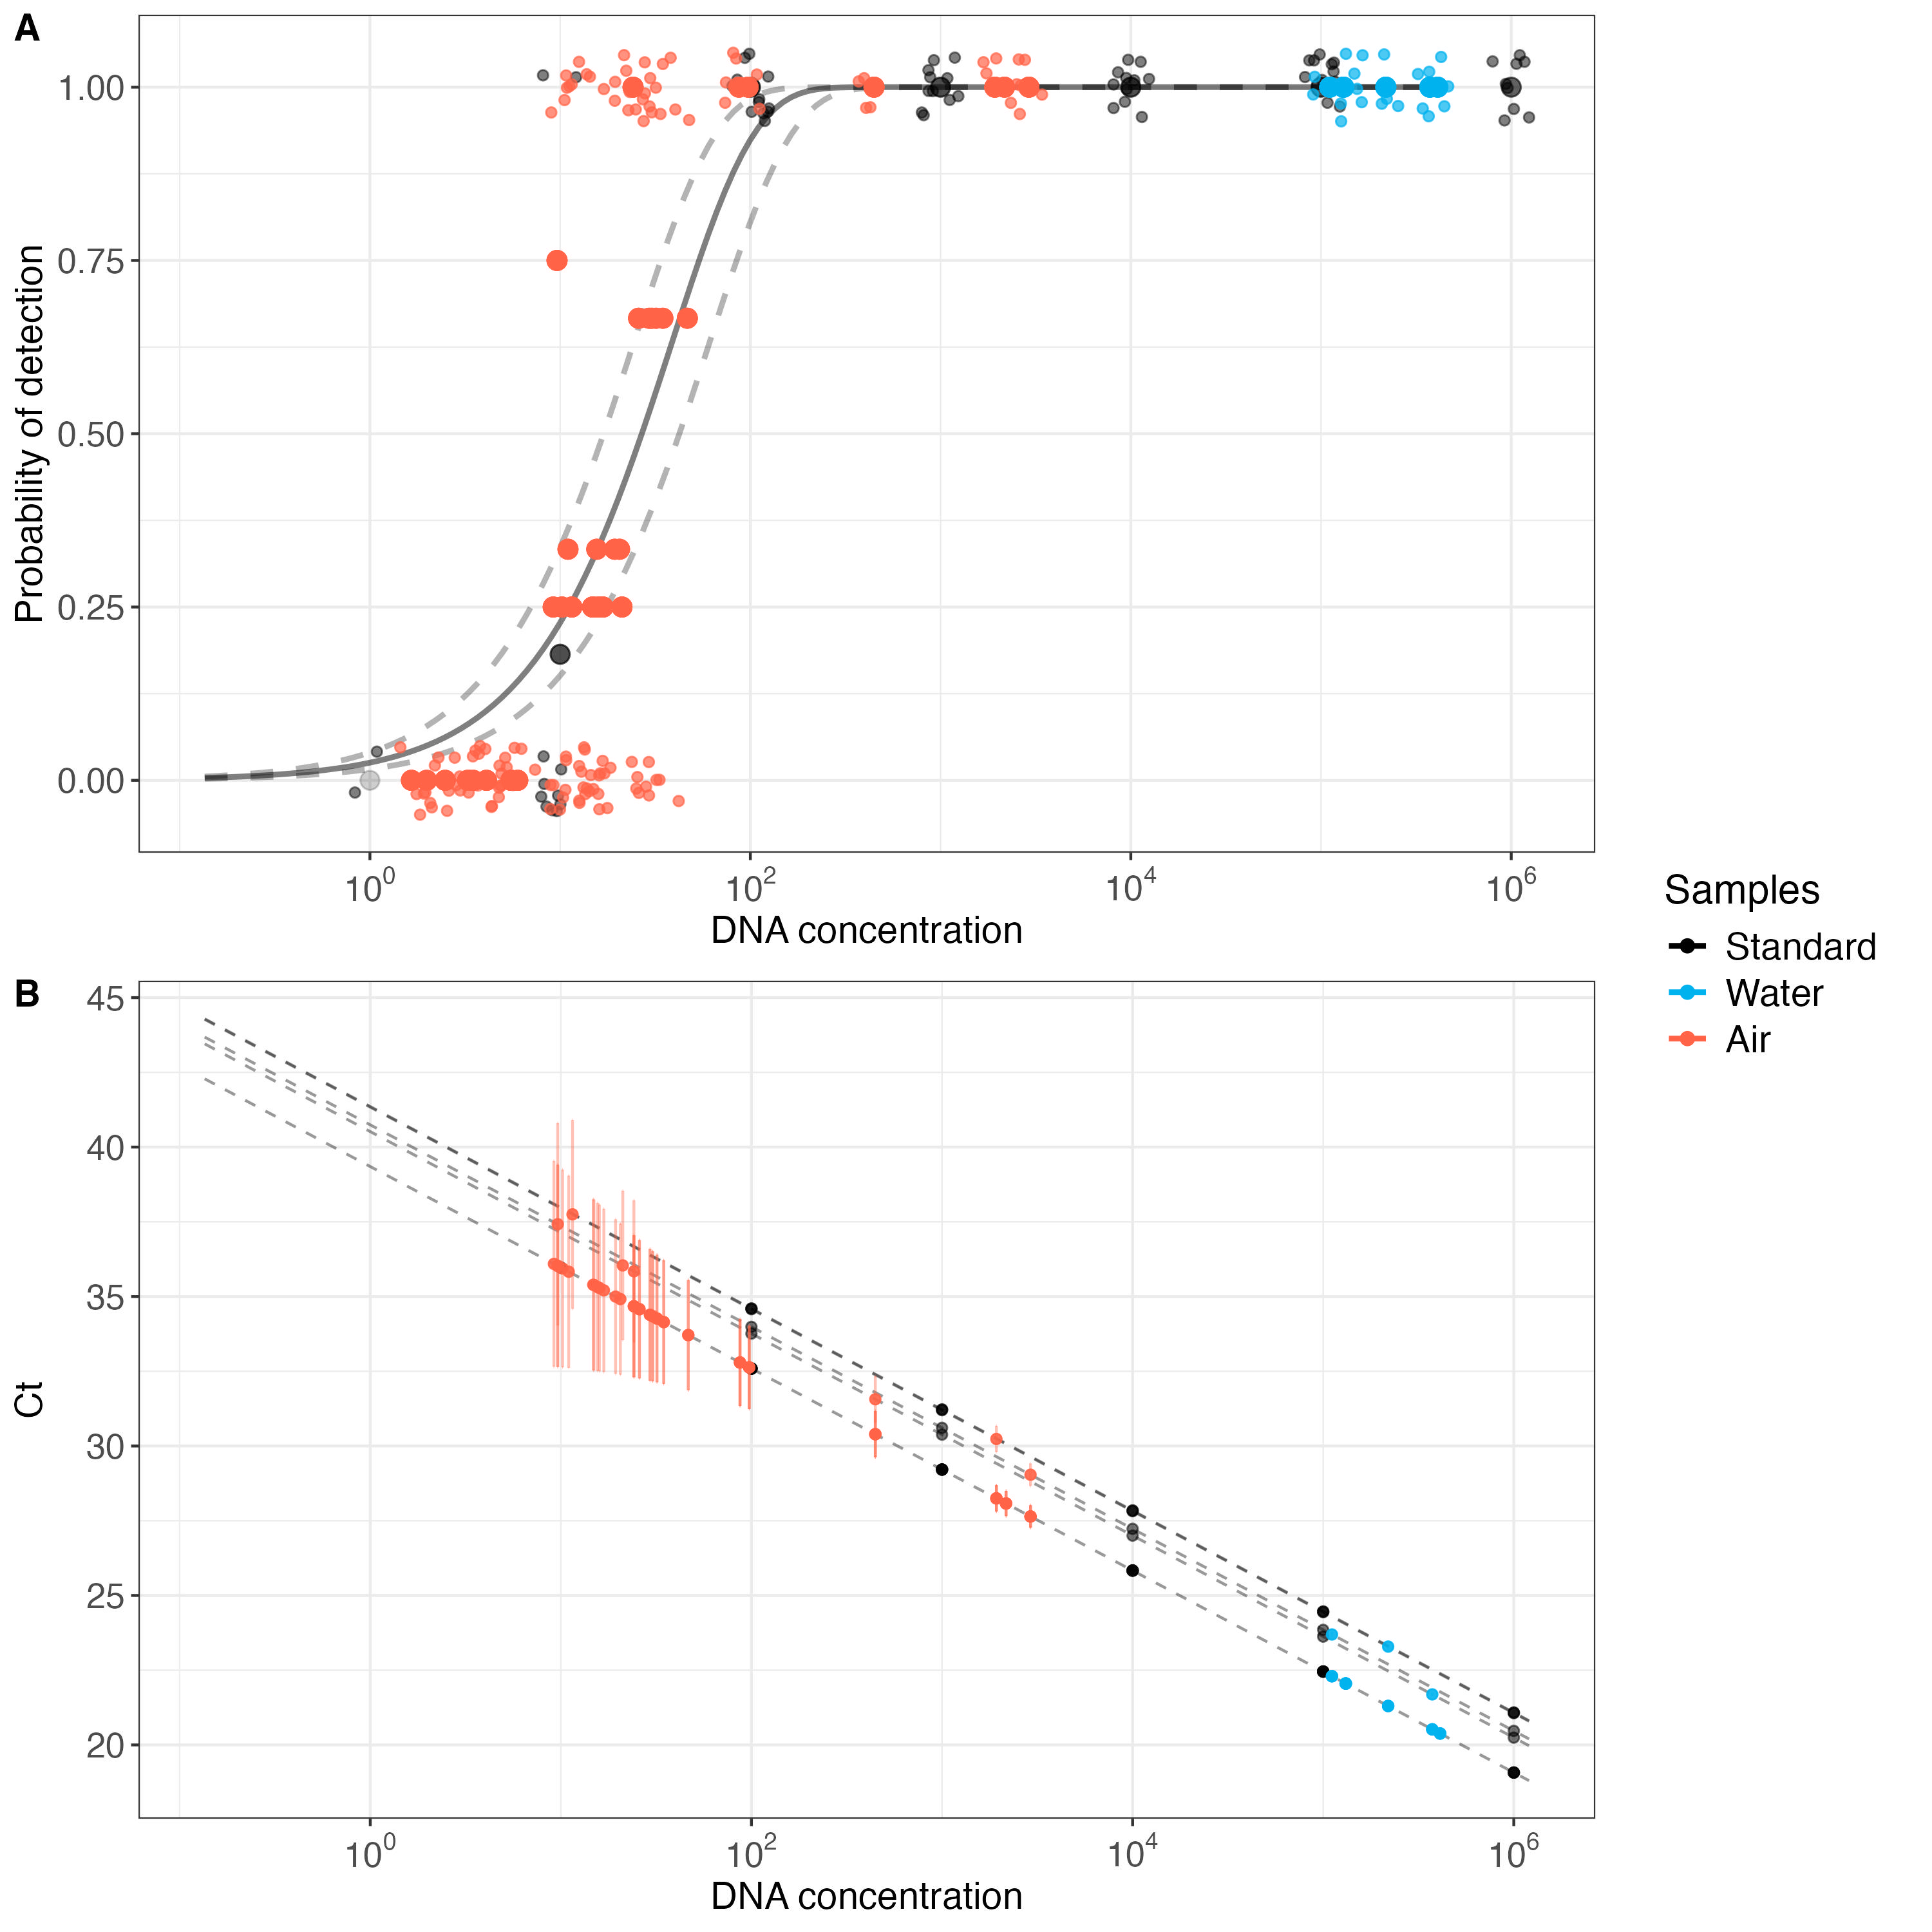 A
Probability of detection
1.00
0.75
0.50
0.25
0.00
10^0 10^2 10^4 10^6
DNA concentration
Samples
Standard
Water
Air
B
Ct
45
40
35
30
25
20
10^0 10^2 10^4 10^6
DNA concentration